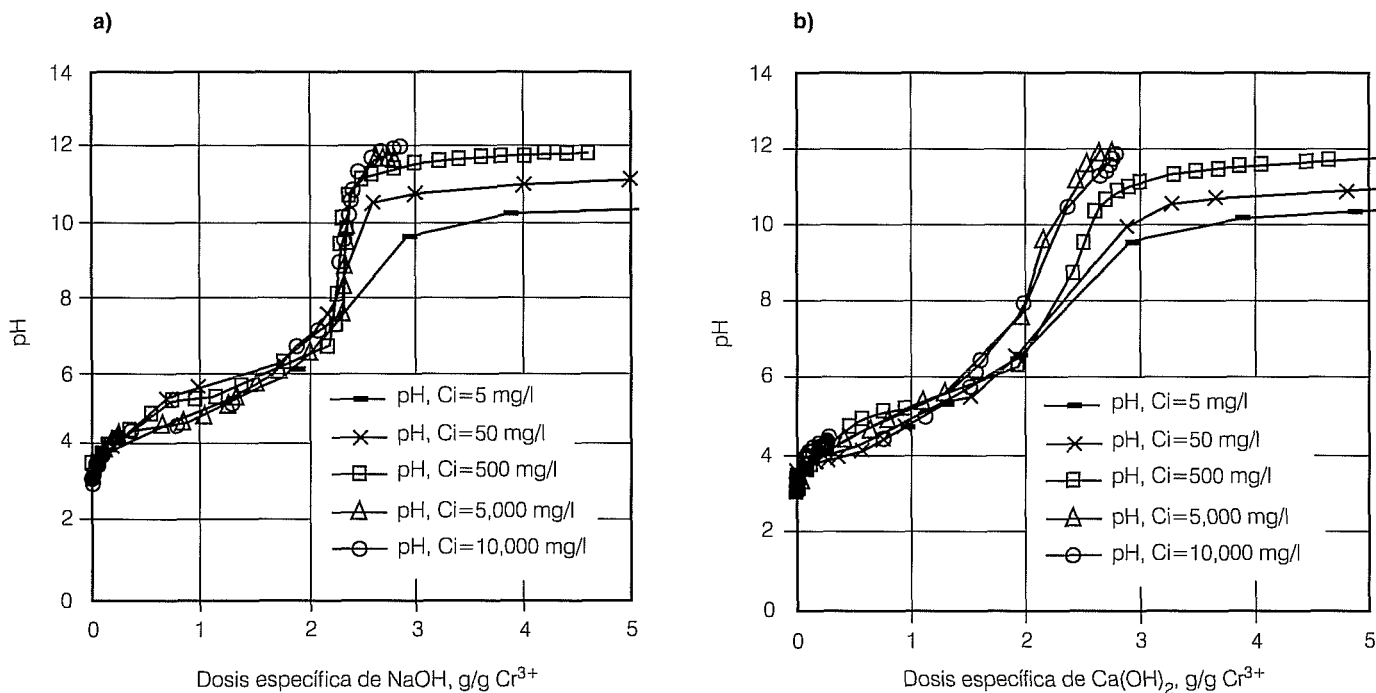 a)
14
12
10
8
6
4
2
0
pH
0 1 2 3 4 5
pH, Ci=5 mg/l
pH, Ci=50 mg/l
pH, Ci=500 mg/l
pH, Ci=5,000 mg/l
pH, Ci=10,000 mg/l
Dosis específica de NaOH, g/g Cr³⁺
b)
14
12
10
8
6
4
2
0
pH
0 1 2 3 4 5
pH, Ci=5 mg/l
pH, Ci=50 mg/l
pH, Ci=500 mg/l
pH, Ci=5,000 mg/l
pH, Ci=10,000 mg/l
Dosis específica de Ca(OH)₂, g/g Cr³⁺